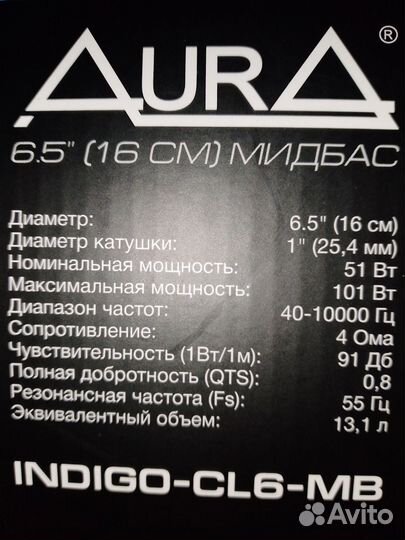 AURA ®
6.5" (16 СМ) МИДБАС
Диаметр: 6.5" (16 см)
Диаметр катушки: 1" (25,4 мм)
Номинальная мощность: 51 Вт
Максимальная мощность: 101 Вт
Диапазон частот: 40-10000 Гц
Сопротивление: 4 Ома
Чувствительность (1Вт/1м): 91 Дб
Полная добротность (QTS): 0,8
Резонансная частота (Fs): 55 Гц
Эквивалентный объем: 13,1 л
INDIGO-CL6-MB
Avito